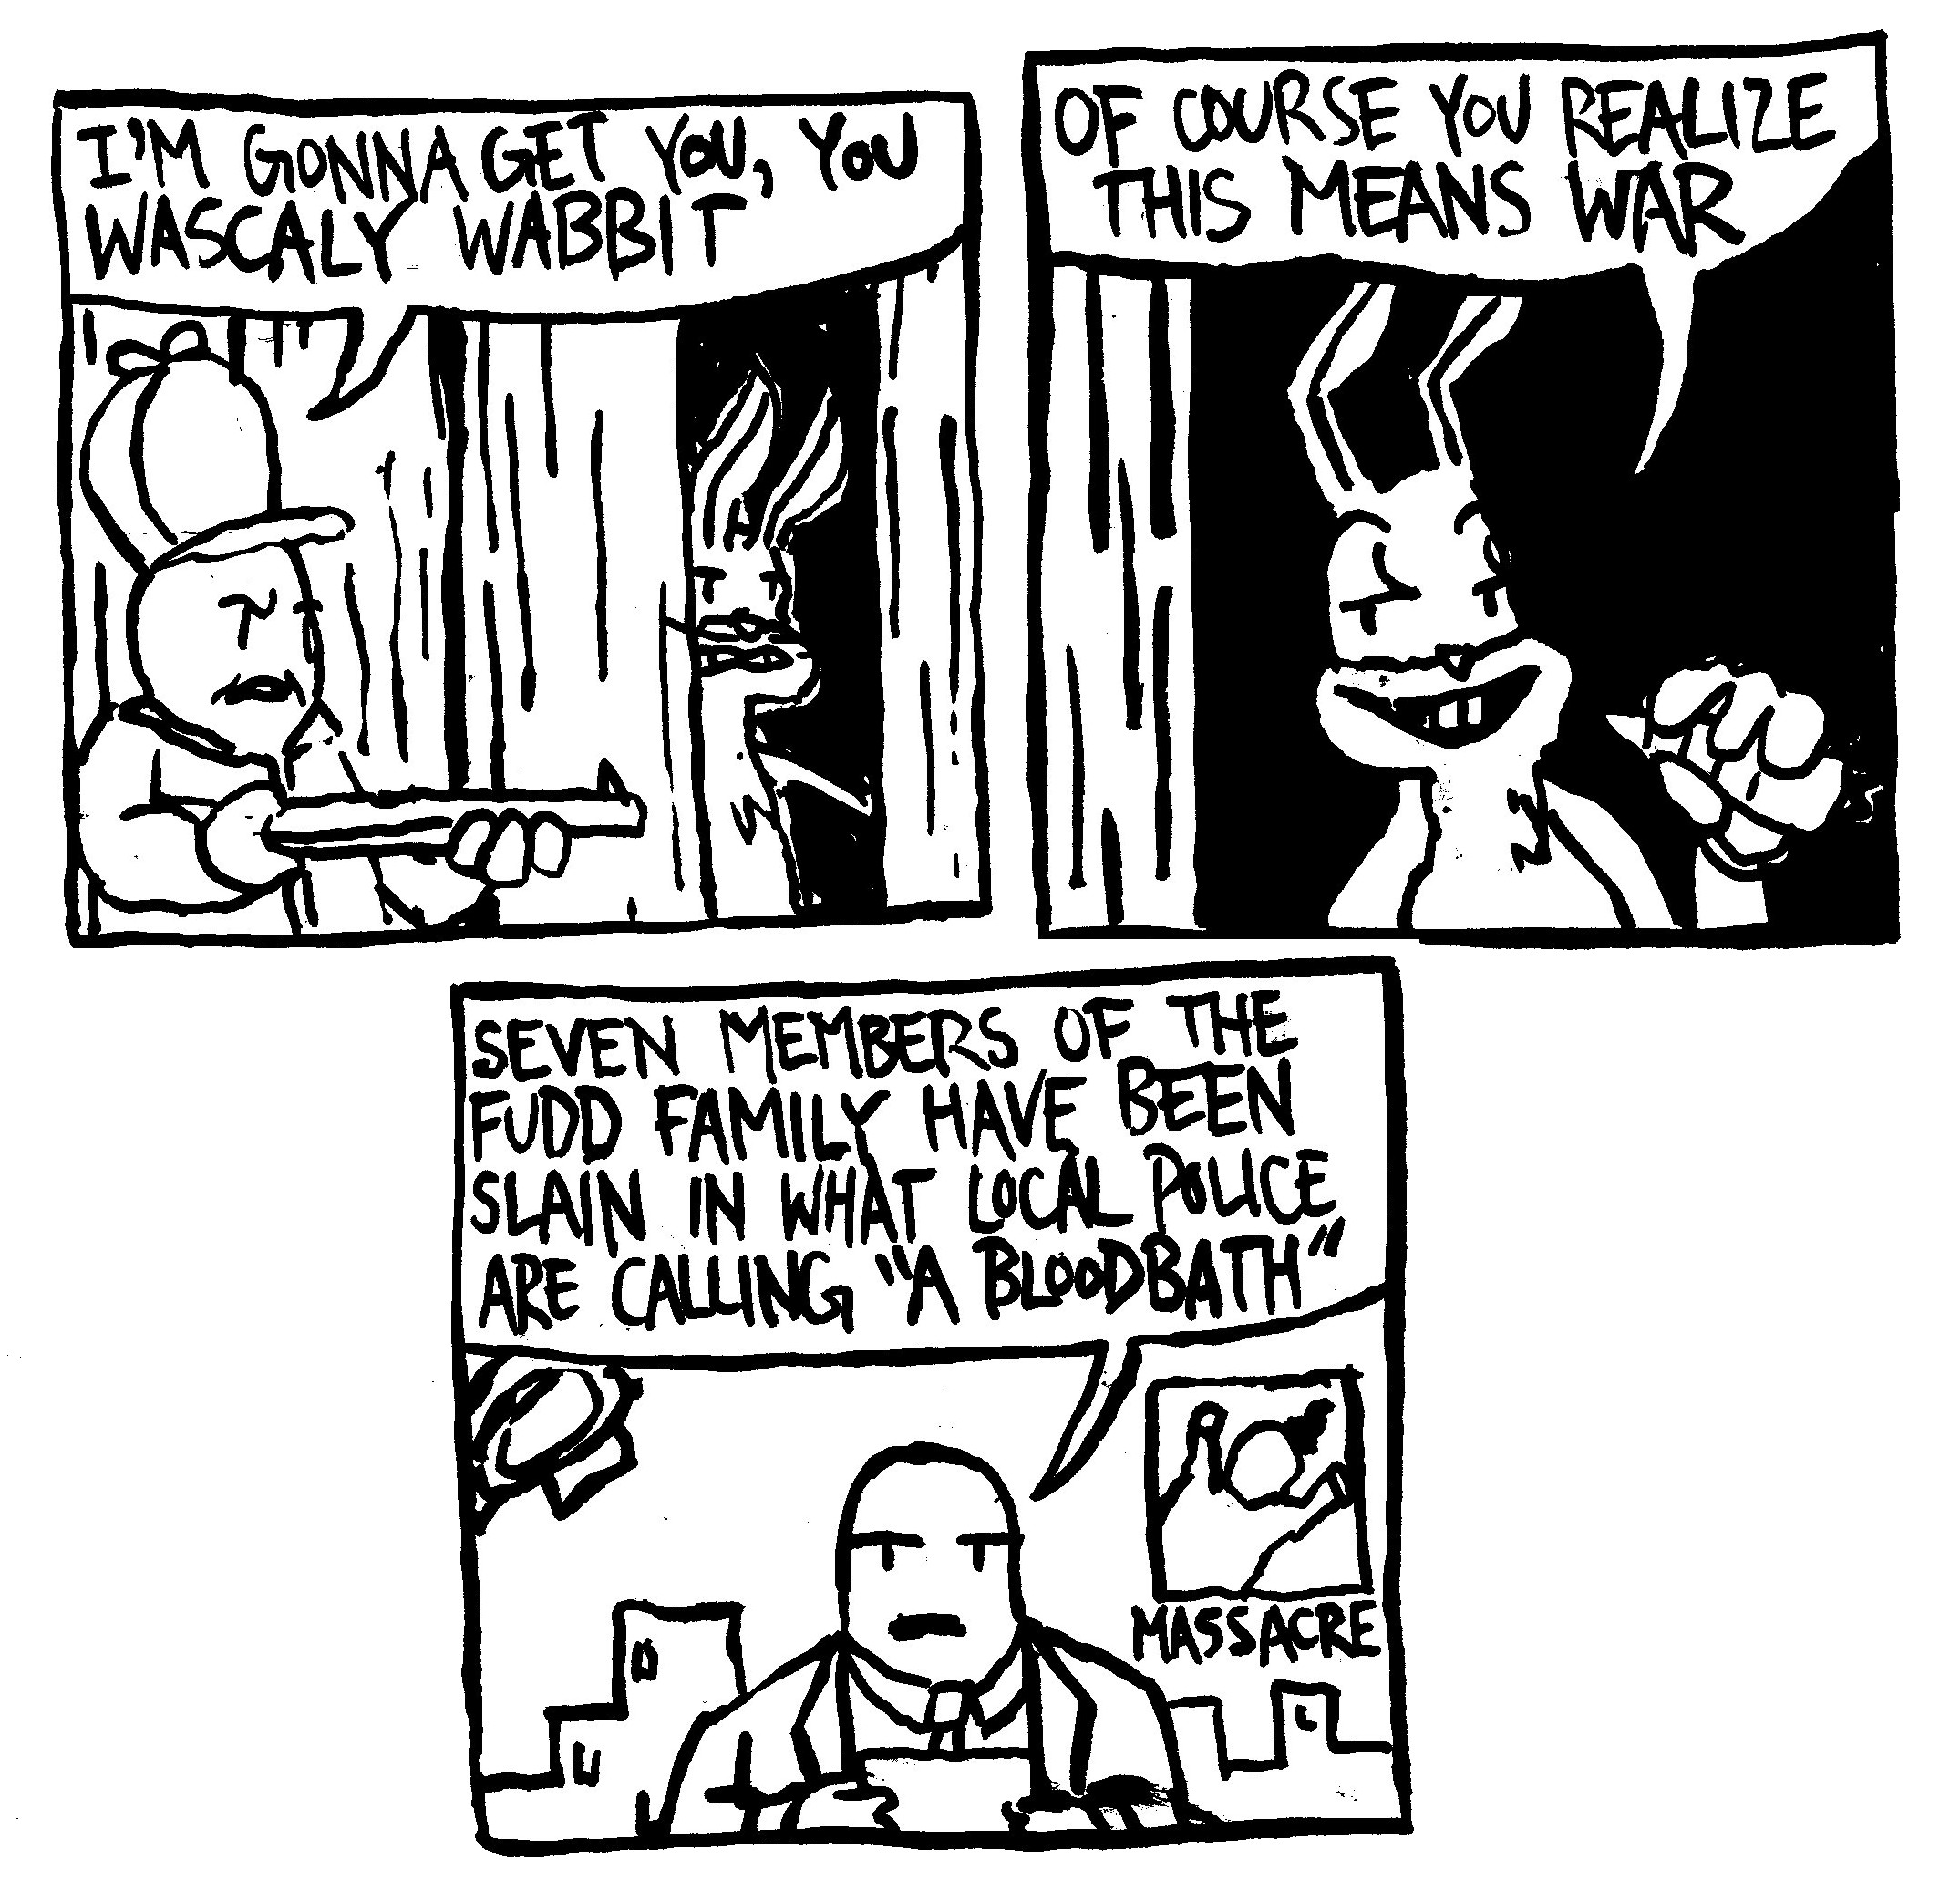 I'M GONNA GET YOU, YOU
WASCALY WABBIT
OF COURSE YOU REALIZE
THIS MEANS WAR
SEVEN MEMBERS OF THE
FUDD FAMILY HAVE BEEN
SLAIN IN WHAT LOCAL POLICE
ARE CALLING "A BLOODBATH"
MASSACRE